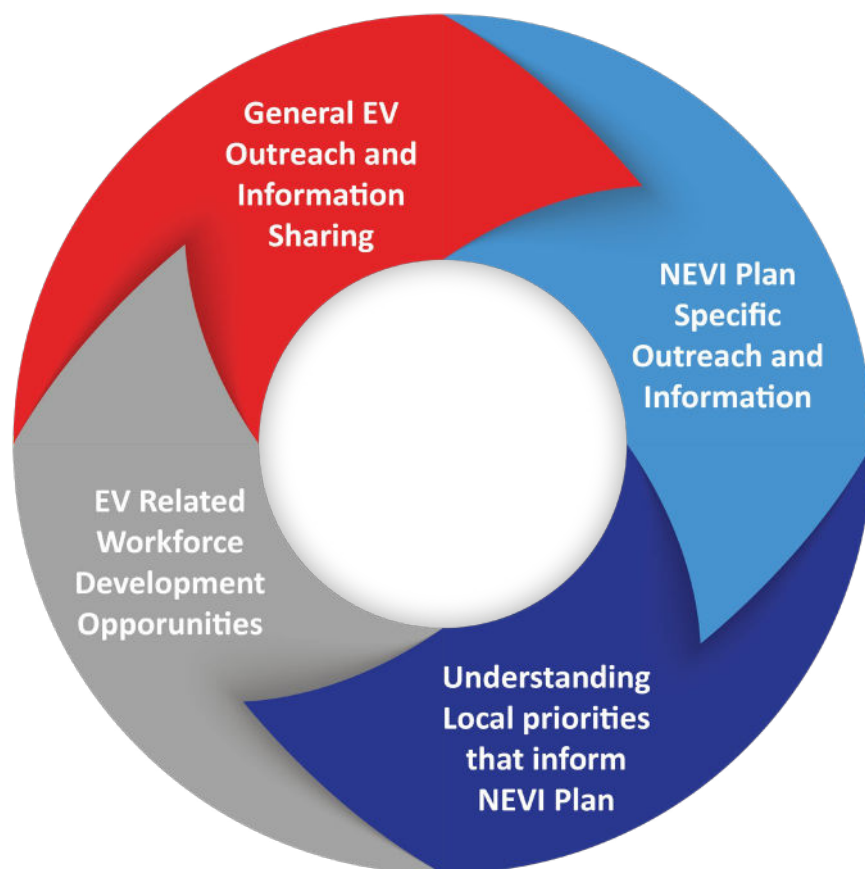 General EV
Outreach and
Information
Sharing
NEVI Plan
Specific
Outreach and
Information
Understanding
Local priorities
that inform
NEVI Plan
EV Related
Workforce
Development
Opporunities